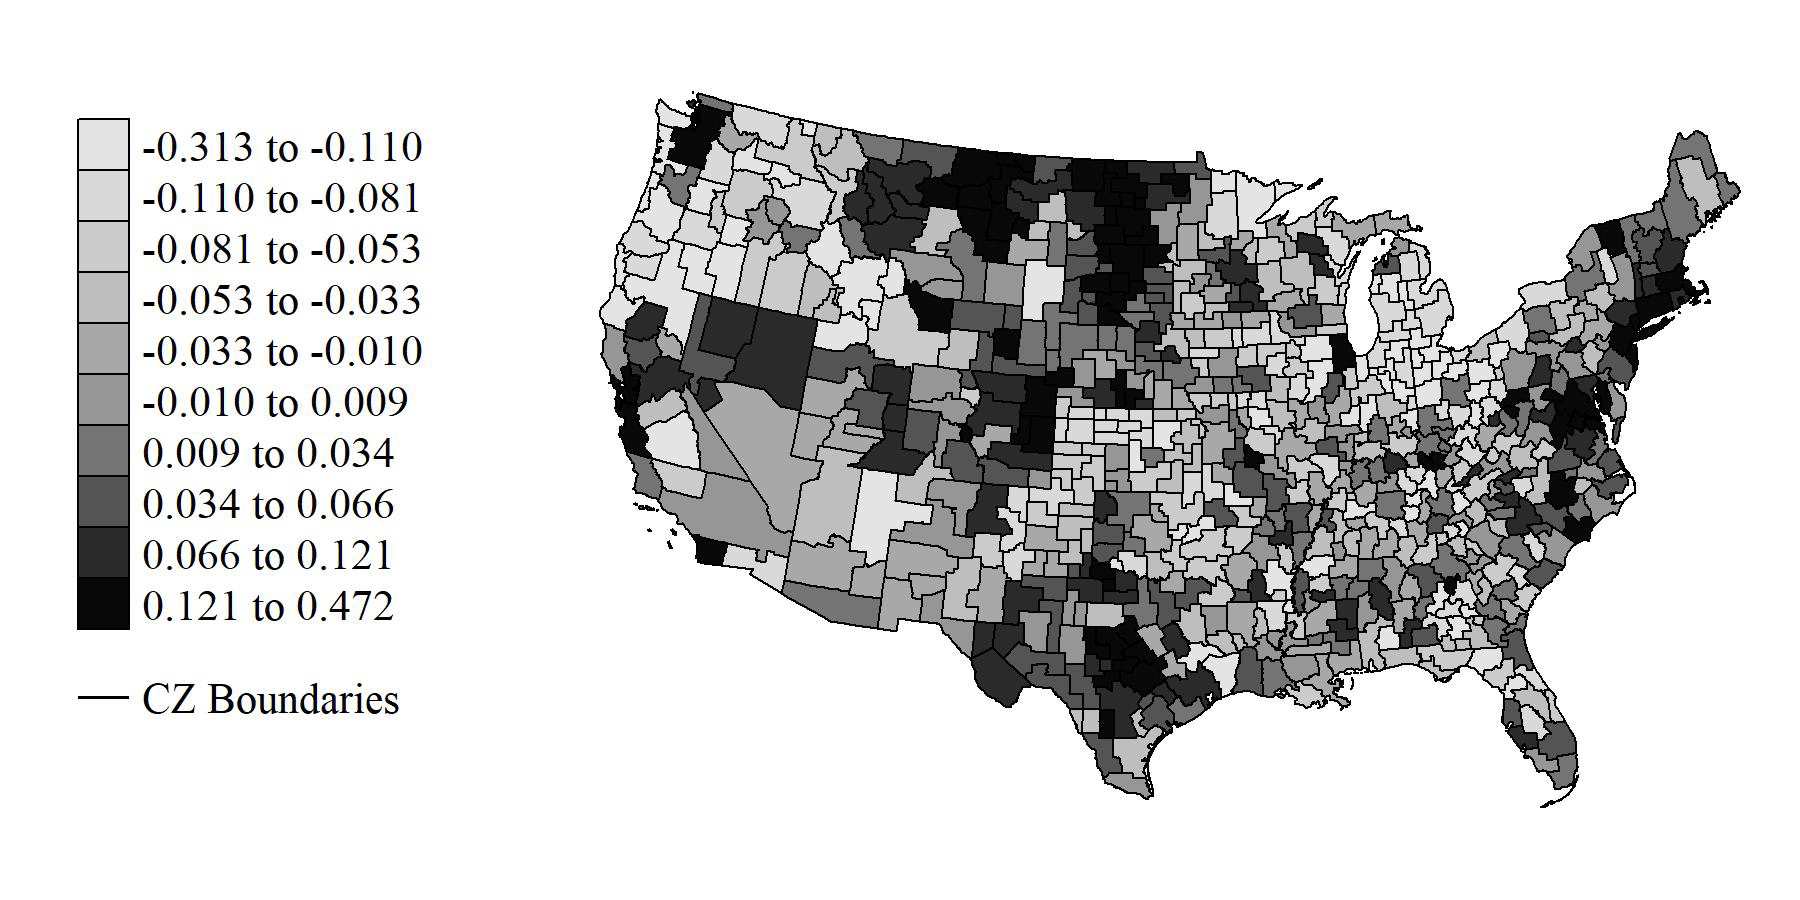 -0.313 to -0.110
-0.110 to -0.081
-0.081 to -0.053
-0.053 to -0.033
-0.033 to -0.010
-0.010 to 0.009
0.009 to 0.034
0.034 to 0.066
0.066 to 0.121
0.121 to 0.472
CZ Boundaries